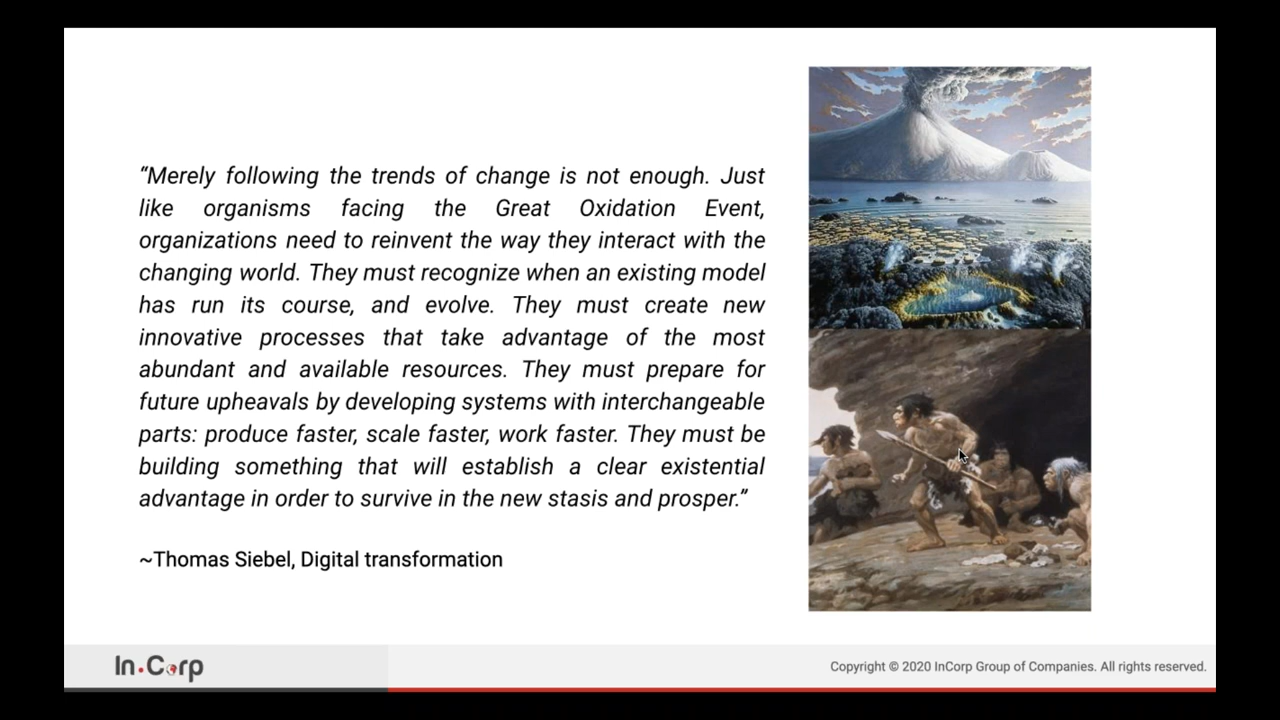 “Merely following the trends of change is not enough. Just
like organisms facing the Great Oxidation Event,
organizations need to reinvent the way they interact with the
changing world. They must recognize when an existing model
has run its course, and evolve. They must create new
innovative processes that take advantage of the most
abundant and available resources. They must prepare for
future upheavals by developing systems with interchangeable
parts: produce faster, scale faster, work faster. They must be
building something that will establish a clear existential
advantage in order to survive in the new stasis and prosper.”
~Thomas Siebel, Digital transformation
In.Corp
Copyright © 2020 InCorp Group of Companies. All rights reserved.